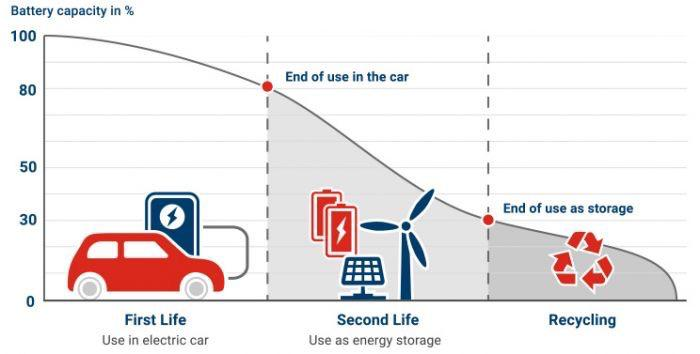 Battery capacity in %
100
80
End of use in the car
50
30
End of use as storage
0
First Life
Second Life
Recycling
Use in electric car
Use as energy storage